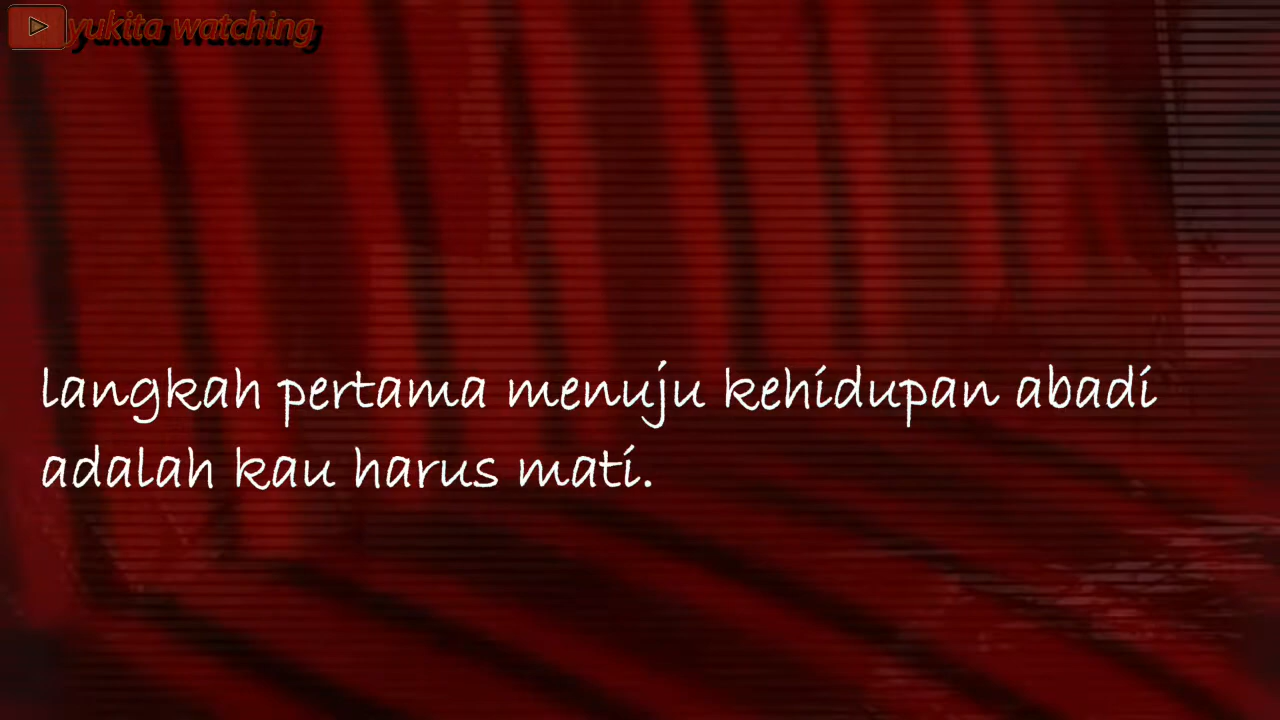 yukita watching
langkah pertama menuju kehidupan abadi
adalah kau harus mati.